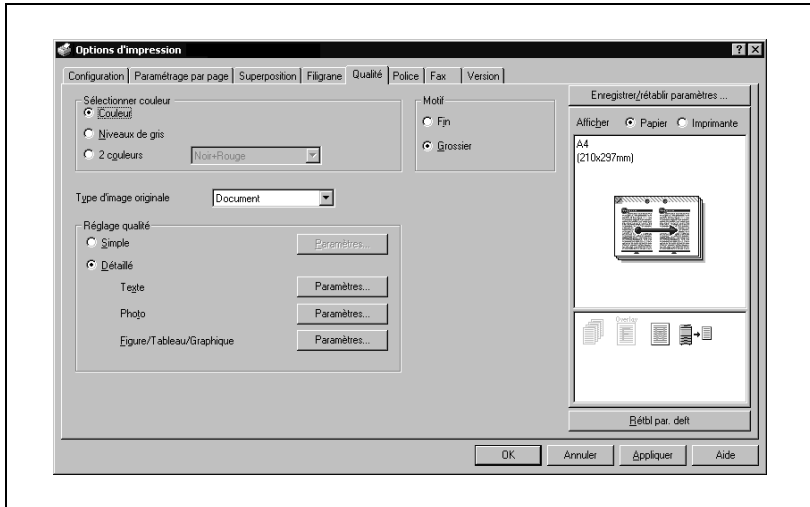 Options d'impression
Configuration Paramétrage par page Superposition Filigrane Qualité Police Fax Version
Sélectionner couleur
Couleur
Niveaux de gris
2 couleurs Noir+Rouge
Type d'image originale Document
Réglage qualité
Simple Paramètres...
Détaillé
Texte Paramètres...
Photo Paramètres...
Figure/Tableau/Graphique Paramètres...
Motif
Fin
Grossier
Enregistrer/rétablir paramètres ...
Afficher Papier Imprimante
A4
(210x297mm)
Overlay
Rétbl par. deft
OK Annuler Appliquer Aide